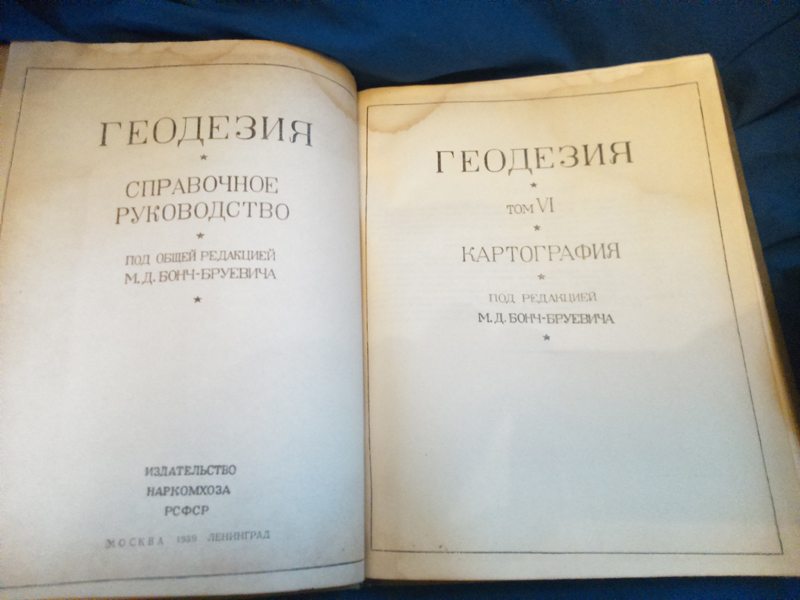 ГЕОДЕЗИЯ
СПРАВОЧНОЕ
РУКОВОДСТВО
ПОД ОБЩЕЙ РЕДАКЦИЕЙ
М. Д. БОНЧ-БРУЕВИЧА
ИЗДАТЕЛЬСТВО
НАРКОМХОЗА
РСФСР
МОСКВА 1939 ЛЕНИНГРАД
ГЕОДЕЗИЯ
ТОМ VI
КАРТОГРАФИЯ
ПОД РЕДАКЦИЕЙ
М. Д. БОНЧ-БРУЕВИЧА